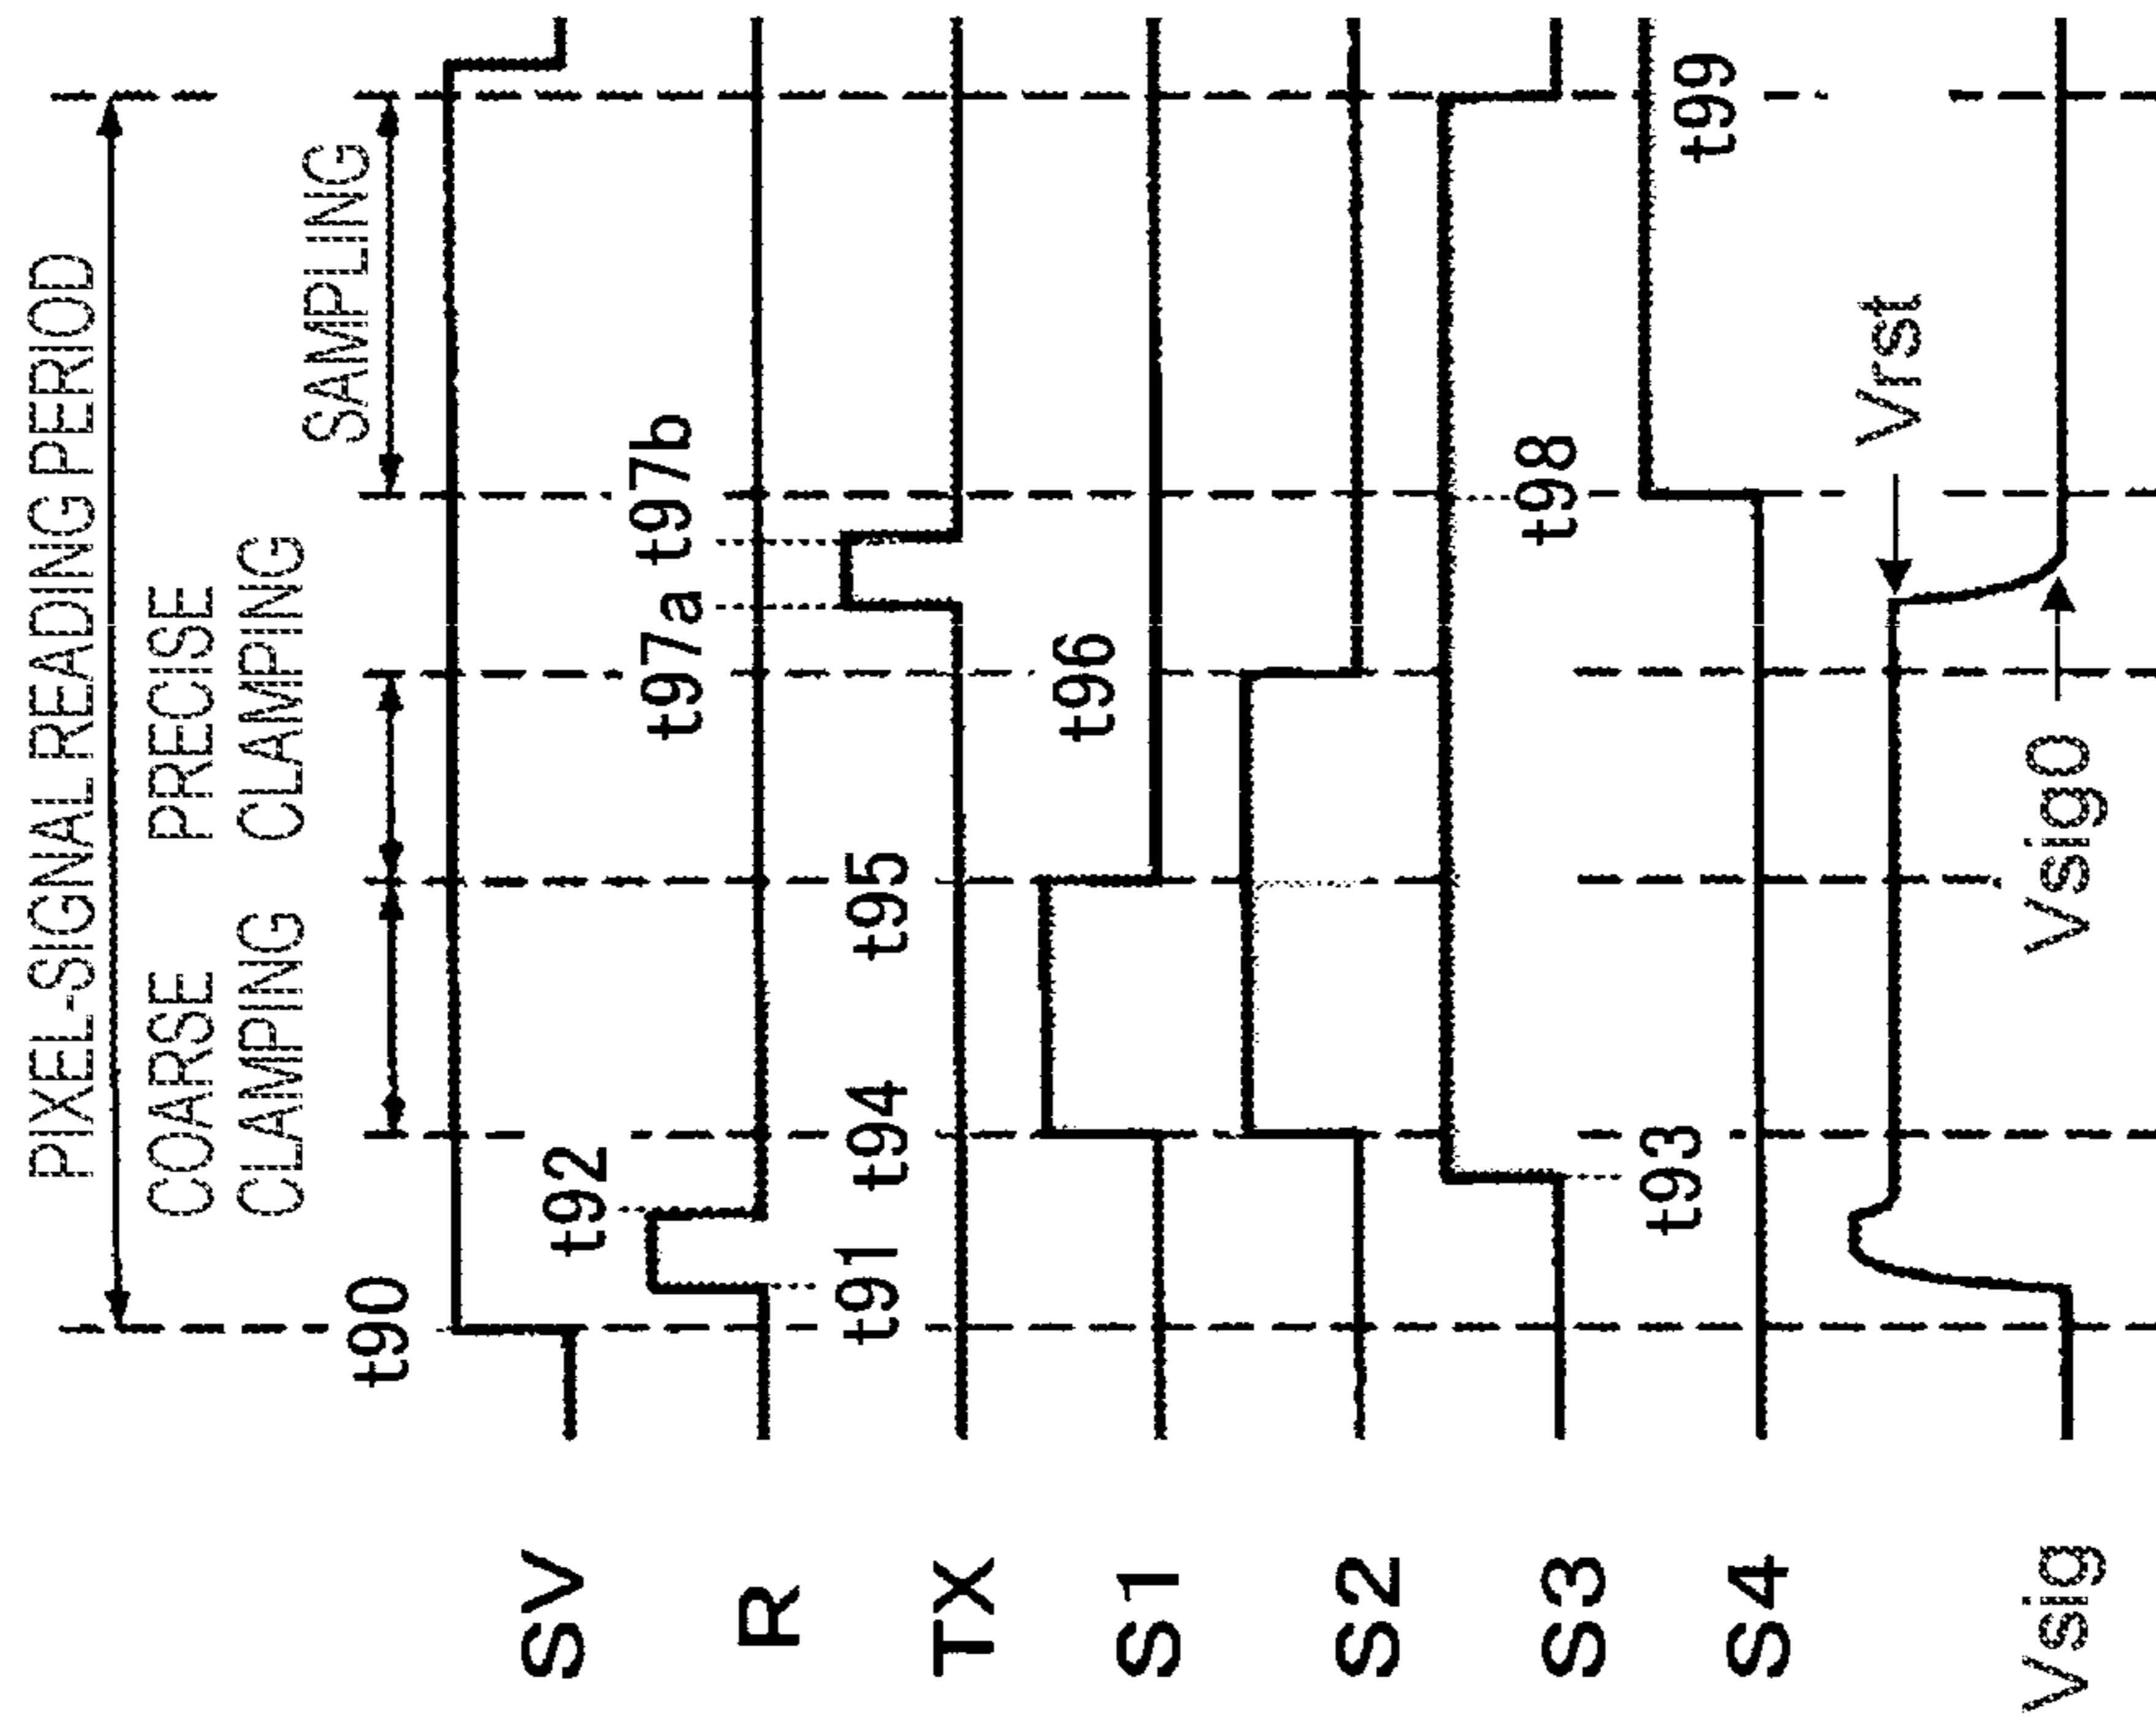 PIXEL-SIGNAL READING PERIOD
COARSE PRECISE
CLAMPING CLAMPING
SAMPLING
t90
SV
t92
t97a
t97b
R
t91
t94
t95
TX
t96
S1
S2
t98
S3
t93
t99
S4
Vrst
Vsig0
Vsig